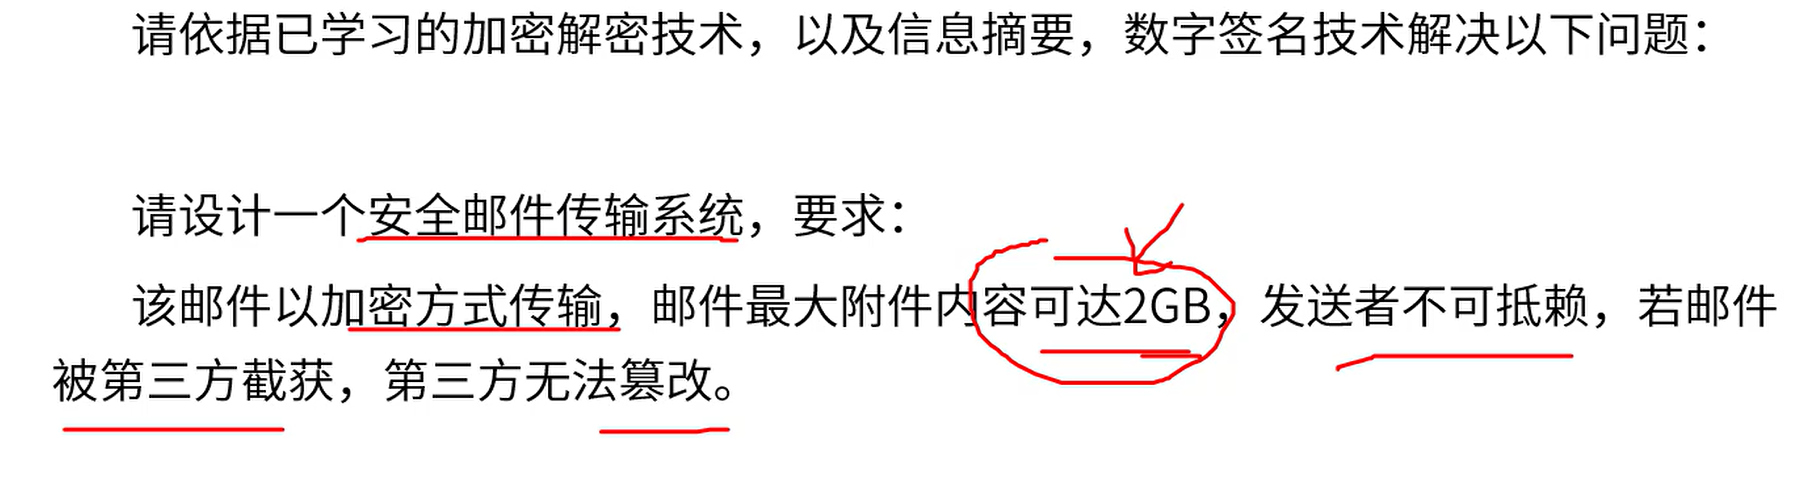 请依据已学习的加密解密技术，以及信息摘要，数字签名技术解决以下问题：
请设计一个安全邮件传输系统，要求：
该邮件以加密方式传输，邮件最大附件内容可达2GB，发送者不可抵赖，若邮件
被第三方截获，第三方无法篡改。